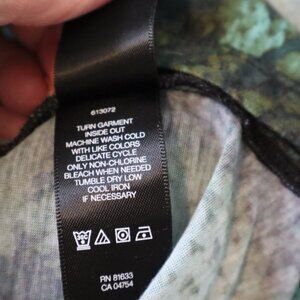 613072
TURN GARMENT
INSIDE OUT
MACHINE WASH COLD
WITH LIKE COLORS
DELICATE CYCLE
ONLY NON-CHLORINE
BLEACH WHEN NEEDED
TUMBLE DRY LOW
COOL IRON
IF NECESSARY
RN 81633
CA 04754